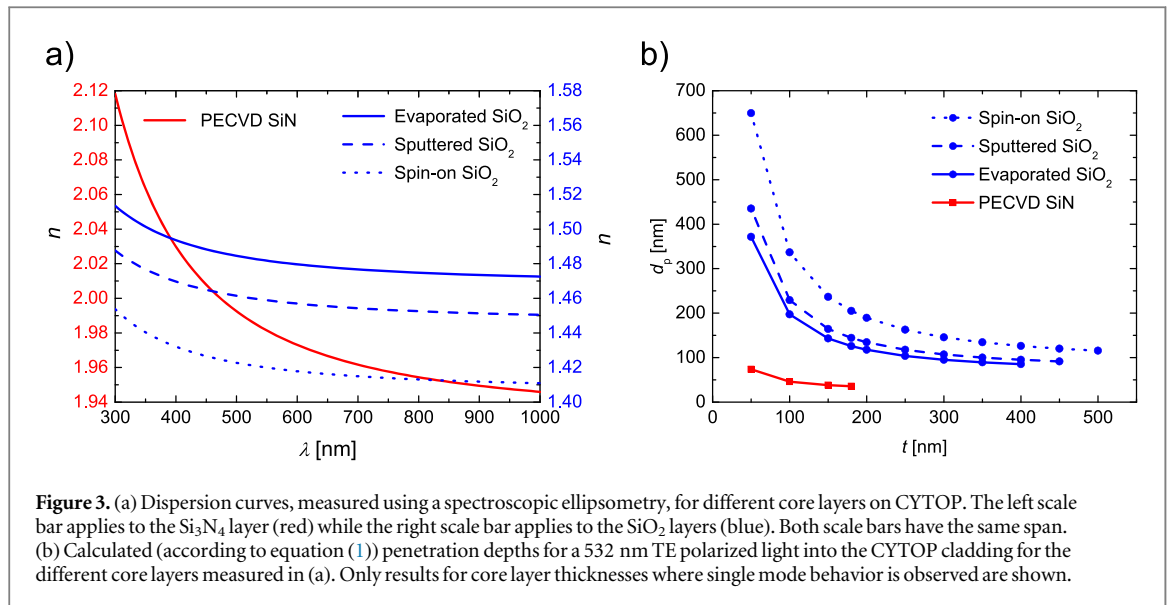 a)
2.12
2.10
2.08
2.06
2.04
2.02
2.00
1.98
1.96
1.94
n
PECVD SiN
Evaporated SiO₂
Sputtered SiO₂
Spin-on SiO₂
1.58
1.56
1.54
1.52
1.50
1.48
1.46
1.44
1.42
1.40
n
300 400 500 600 700 800 900 1000
λ [nm]
b)
700
650
600
550
500
450
400
350
300
250
200
150
100
50
0
dₚ [nm]
Spin-on SiO₂
Sputtered SiO₂
Evaporated SiO₂
PECVD SiN
0 100 200 300 400 500
t [nm]
Figure 3. (a) Dispersion curves, measured using a spectroscopic ellipsometry, for different core layers on CYTOP. The left scale
bar applies to the Si₃N₄ layer (red) while the right scale bar applies to the SiO₂ layers (blue). Both scale bars have the same span.
(b) Calculated (according to equation (1)) penetration depths for a 532 nm TE polarized light into the CYTOP cladding for the
different core layers measured in (a). Only results for core layer thicknesses where single mode behavior is observed are shown.